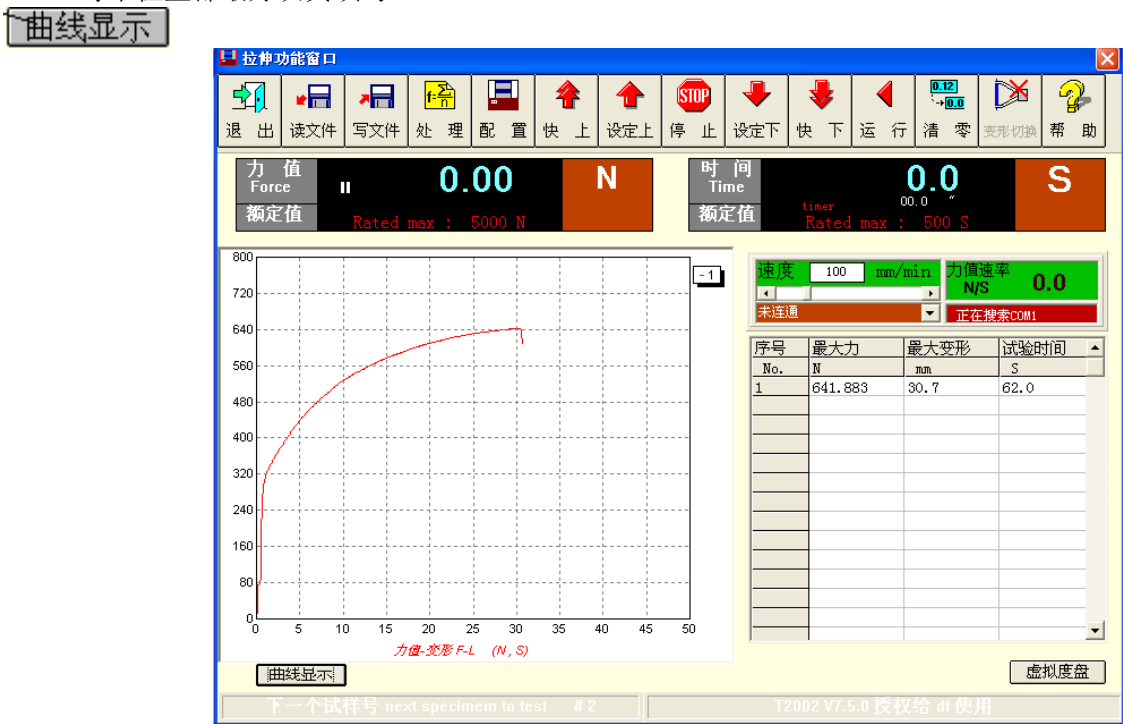 曲线显示
拉伸功能窗口
退 出 读文件 写文件 处 理 配 置 快 上 设定上 停 止 设定下 快 下 运 行 清 零 变形切换 帮 助
STOP
0.12
0.0
力 值
Force
额定值
0.00
N
Rated max : 5000 N
时 间
Time
额定值
timer
0.0
00.0 "
S
Rated max : 500 S
800
720
640
560
480
400
320
240
160
80
0
0 5 10 15 20 25 30 35 40 45 50
- 1
力值-变形 F-L (N, S)
速度 100 mm/min 力值速率
N/S 0.0
未连通 正在搜索COM1
序号 最大力 最大变形 试验时间
No. N mm S
1 641.883 30.7 62.0
曲线显示 虚拟度盘
下一个试样号 next specimem to test # 2 T2002 V7.5.0 授权给 df 使用